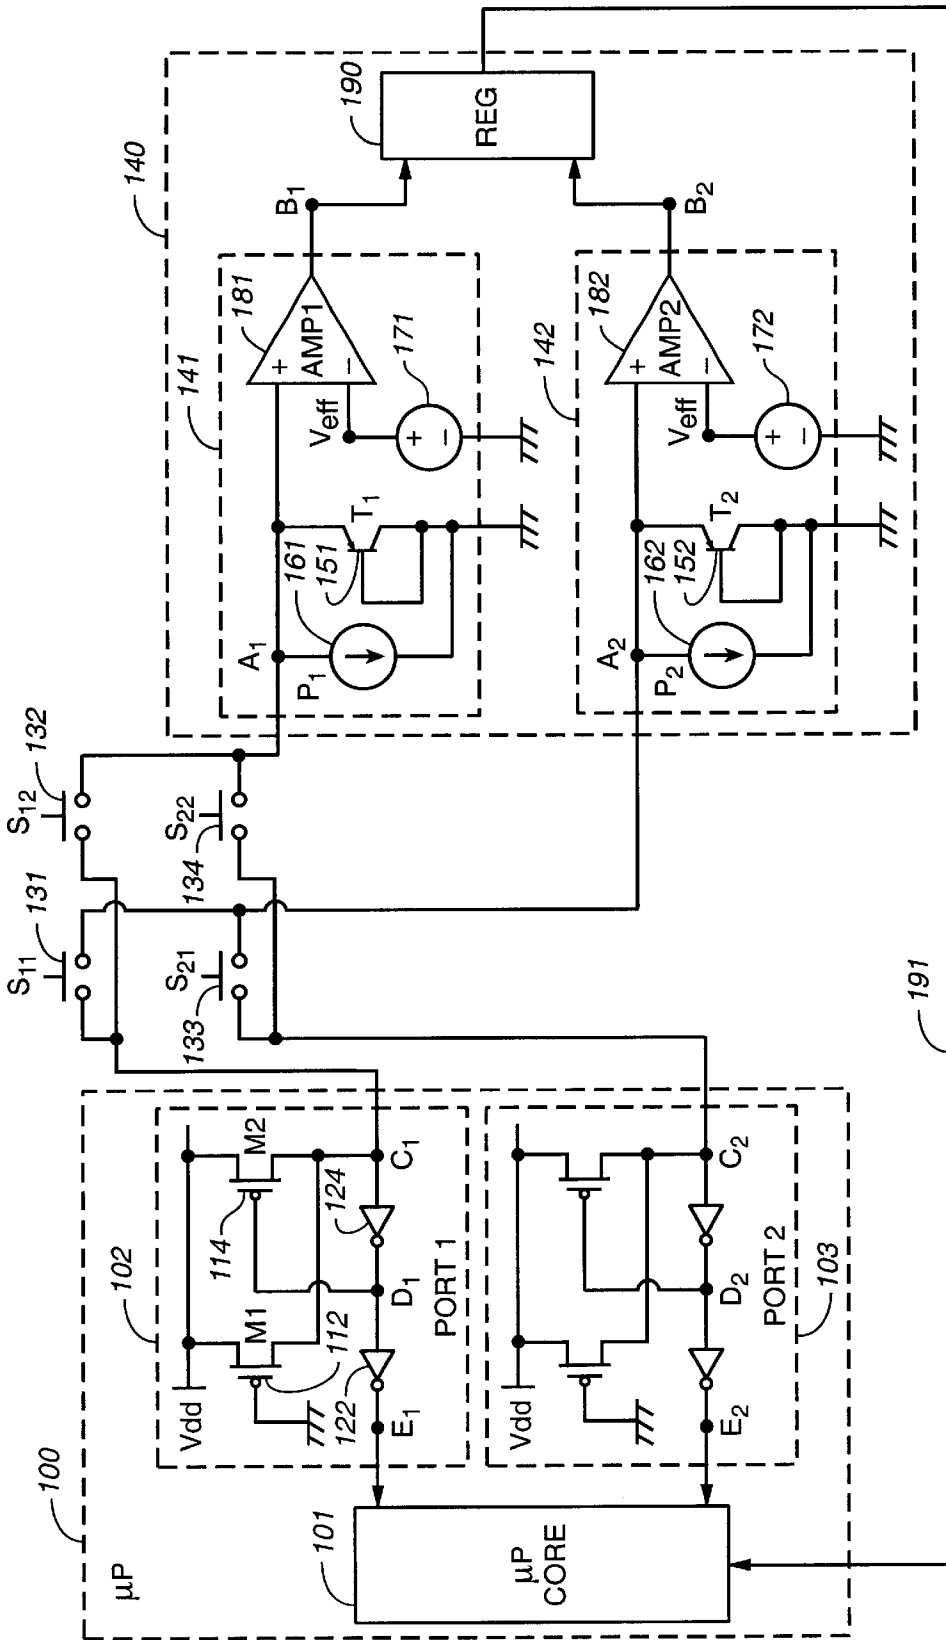 100
µP
101
µP
CORE
102
Vdd
M1
112
114
M2
122
124
E1
D1
C1
PORT 1
Vdd
E2
D2
C2
PORT 2
103
S11
131
S12
132
S21
133
S22
134
140
141
A1
P1
161
151
T1
Veff
171
181
+
AMP1
−
+
−
B1
142
A2
P2
162
152
T2
Veff
172
182
+
AMP2
−
+
−
B2
190
REG
191